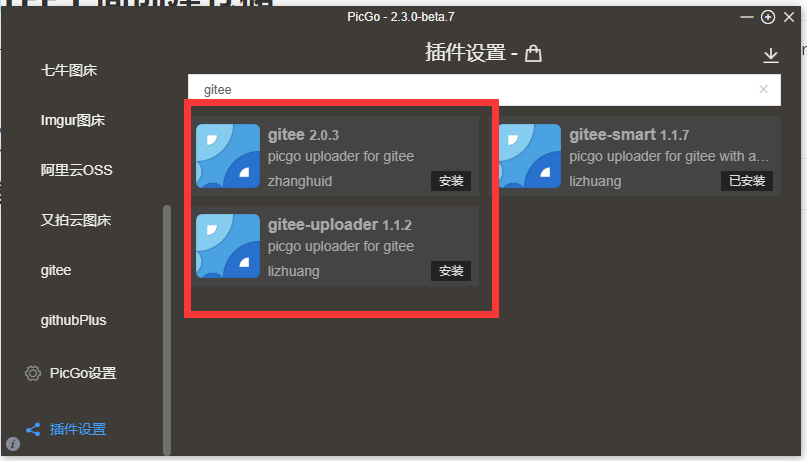 PicGo - 2.3.0-beta.7
七牛图床
Imgur图床
阿里云OSS
又拍云图床
gitee
githubPlus
PicGo设置
插件设置
插件设置 -
gitee
gitee 2.0.3
picgo uploader for gitee
zhanghuid
安装
gitee-smart 1.1.7
picgo uploader for gitee with a...
lizhuang
已安装
gitee-uploader 1.1.2
picgo uploader for gitee
lizhuang
安装